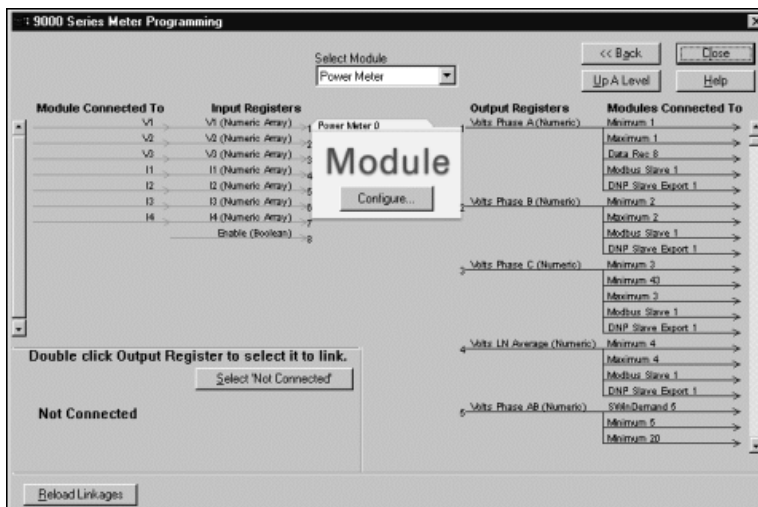 9000 Series Meter Programming
Select Module
Power Meter
<< Back
Close
Up A Level
Help
Module Connected To
Input Registers
Output Registers
Modules Connected To
V1
V1 (Numeric Array)
1
V2
V2 (Numeric Array)
2
V3
V3 (Numeric Array)
3
I1
I1 (Numeric Array)
4
I2
I2 (Numeric Array)
5
I3
I3 (Numeric Array)
6
I4
I4 (Numeric Array)
7
Enable (Boolean)
8
Power Meter 0
Module
Configure...
1
Volts Phase A (Numeric)
Minimum 1
Maximum 1
Data Rec 8
Modbus Slave 1
DNP Slave Export 1
2
Volts Phase B (Numeric)
Minimum 2
Maximum 2
Modbus Slave 1
DNP Slave Export 1
3
Volts Phase C (Numeric)
Minimum 3
Minimum 43
Maximum 3
Modbus Slave 1
DNP Slave Export 1
4
Volts LN Average (Numeric)
Minimum 4
Maximum 4
Modbus Slave 1
DNP Slave Export 1
5
Volts Phase AB (Numeric)
SWinDemand 5
Minimum 5
Minimum 20
Double click Output Register to select it to link.
Select 'Not Connected'
Not Connected
Reload Linkages